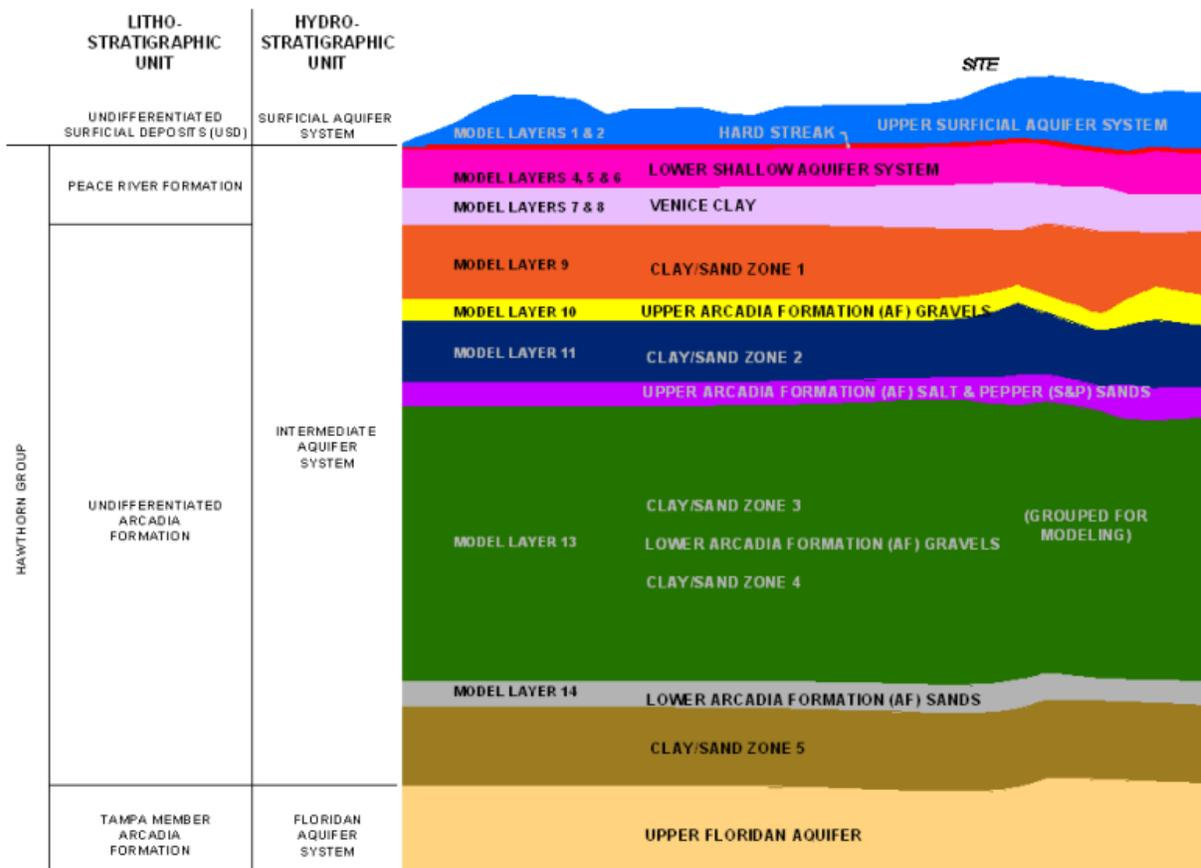 LITHO-
STRATIGRAPHIC
UNIT
HYDRO-
STRATIGRAPHIC
UNIT
SITE
UNDIFFERENTIATED
SURFICIAL DEPOSITS (USD)
SURFICIAL AQUIFER
SYSTEM
MODEL LAYERS 1 & 2
HARD STREAK
UPPER SURFICIAL AQUIFER SYSTEM
HAWTHORN GROUP
PEACE RIVER FORMATION
MODEL LAYERS 4, 5 & 6
LOWER SHALLOW AQUIFER SYSTEM
MODEL LAYERS 7 & 8
VENICE CLAY
UNDIFFERENTIATED
ARCADIA
FORMATION
INTERMEDIATE
AQUIFER
SYSTEM
MODEL LAYER 9
CLAY/SAND ZONE 1
MODEL LAYER 10
UPPER ARCADIA FORMATION (AF) GRAVELS
MODEL LAYER 11
CLAY/SAND ZONE 2
UPPER ARCADIA FORMATION (AF) SALT & PEPPER (S&P) SANDS
MODEL LAYER 13
CLAY/SAND ZONE 3
LOWER ARCADIA FORMATION (AF) GRAVELS
CLAY/SAND ZONE 4
(GROUPED FOR
MODELING)
MODEL LAYER 14
LOWER ARCADIA FORMATION (AF) SANDS
CLAY/SAND ZONE 5
TAMPA MEMBER
ARCADIA
FORMATION
FLORIDAN
AQUIFER
SYSTEM
UPPER FLORIDAN AQUIFER